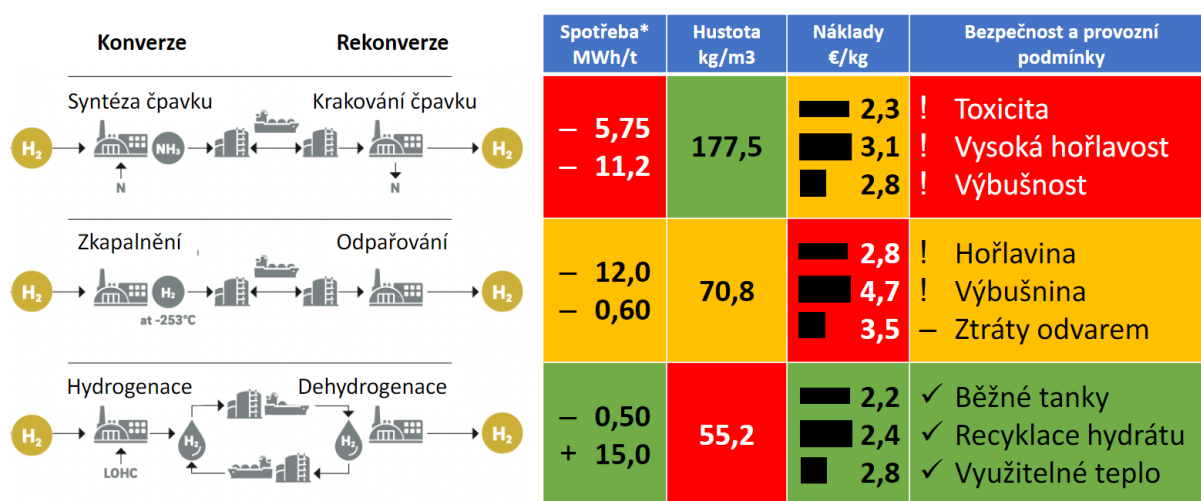 Konverze
Rekonverze
Syntéza čpavku
Krakování čpavku
H₂
NH₃
H₂
N
N
Zkapalnění
Odpařování
H₂
H₂
H₂
at -253°C
Hydrogenace
Dehydrogenace
H₂
H₂
H₂
H₂
LOHC
Spotřeba* Hustota Náklady Bezpečnost a provozní
MWh/t kg/m3 €/kg podmínky
– 5,75
– 11,2
177,5
2,3
3,1
2,8
! Toxicita
! Vysoká hořlavost
! Výbušnost
– 12,0
– 0,60
70,8
2,8
4,7
3,5
! Hořlavina
! Výbušnina
– Ztráty odvarem
– 0,50
+ 15,0
55,2
2,2
2,4
2,8
✓ Běžné tanky
✓ Recyklace hydrátu
✓ Využitelné teplo